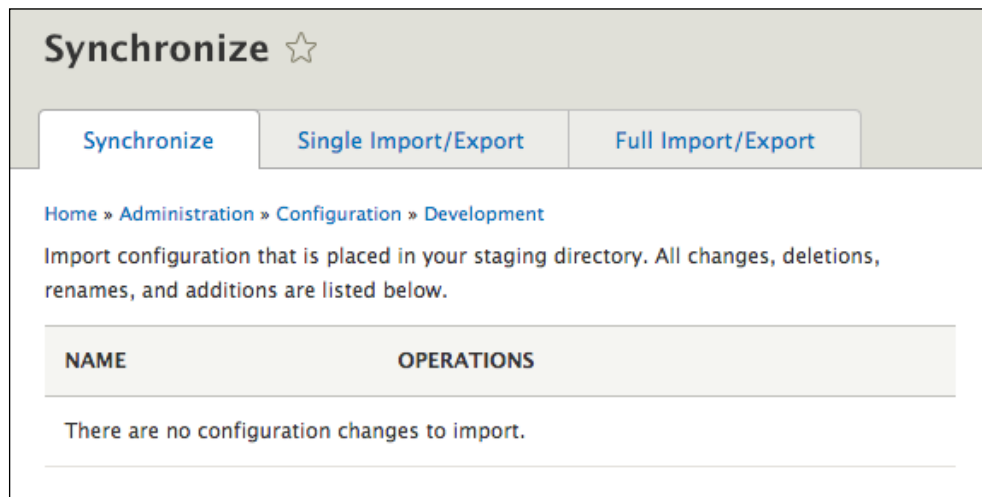 Synchronize
Synchronize
Single Import/Export
Full Import/Export
Home » Administration » Configuration » Development
Import configuration that is placed in your staging directory. All changes, deletions,
renames, and additions are listed below.
NAME OPERATIONS
There are no configuration changes to import.